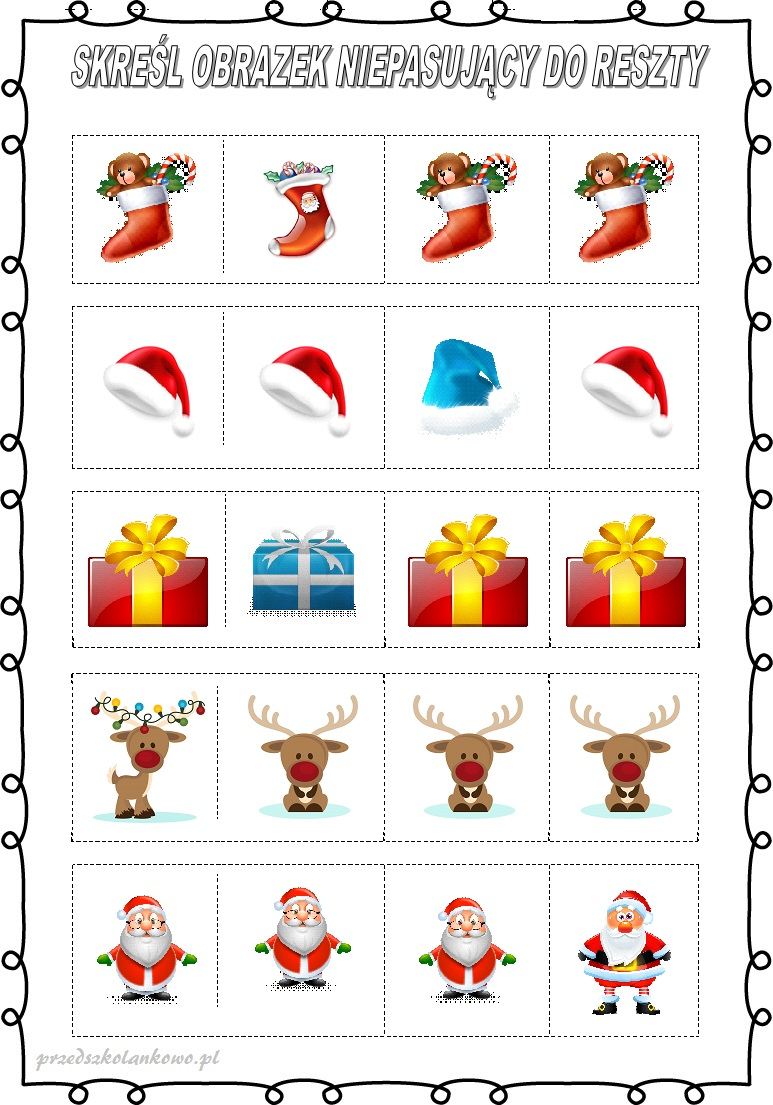 SKREŚL OBRAZEK NIEPASUJĄCY DO RESZTY
przedszkolankowo.pl